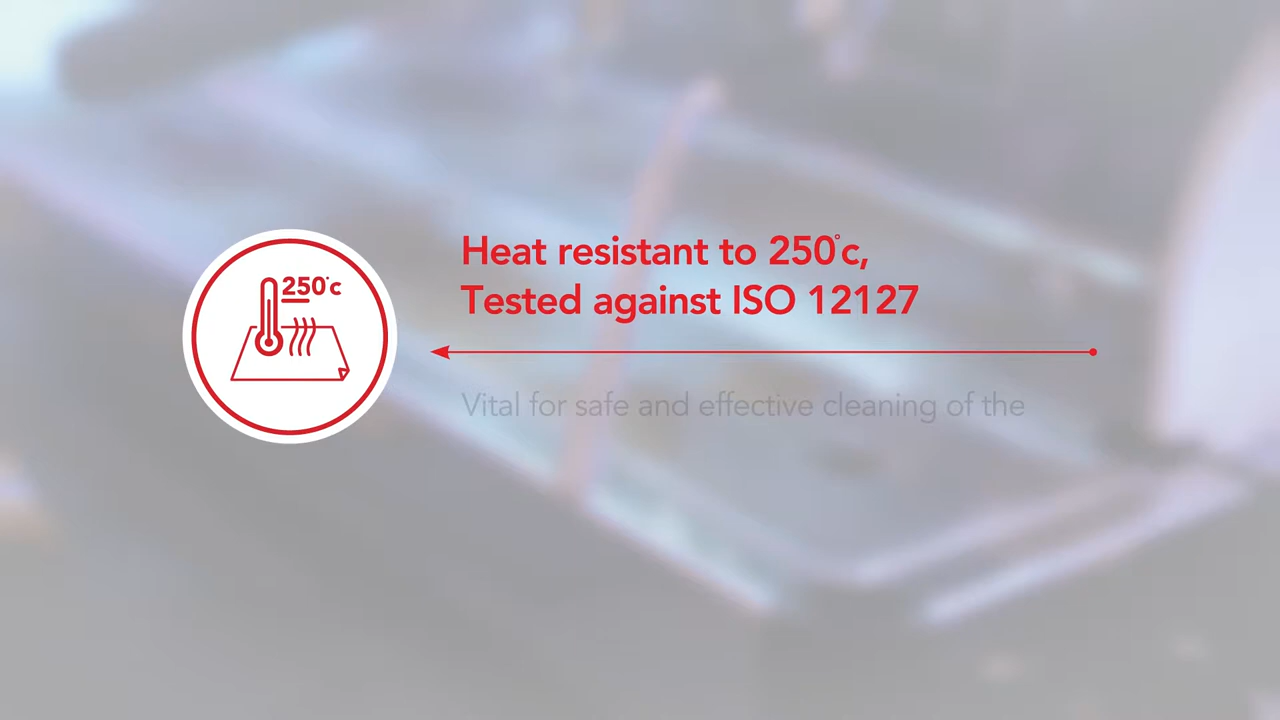 250°c
Heat resistant to 250°c,
Tested against ISO 12127
Vital for safe and effective cleaning of the